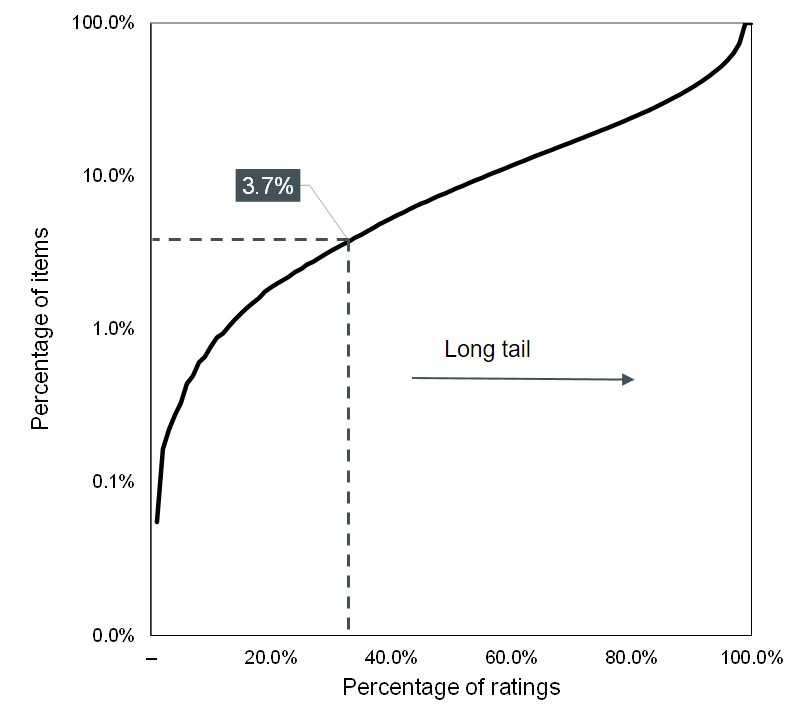 100.0%
10.0%
1.0%
0.1%
0.0%
Percentage of items
3.7%
Long tail
– 20.0% 40.0% 60.0% 80.0% 100.0%
Percentage of ratings